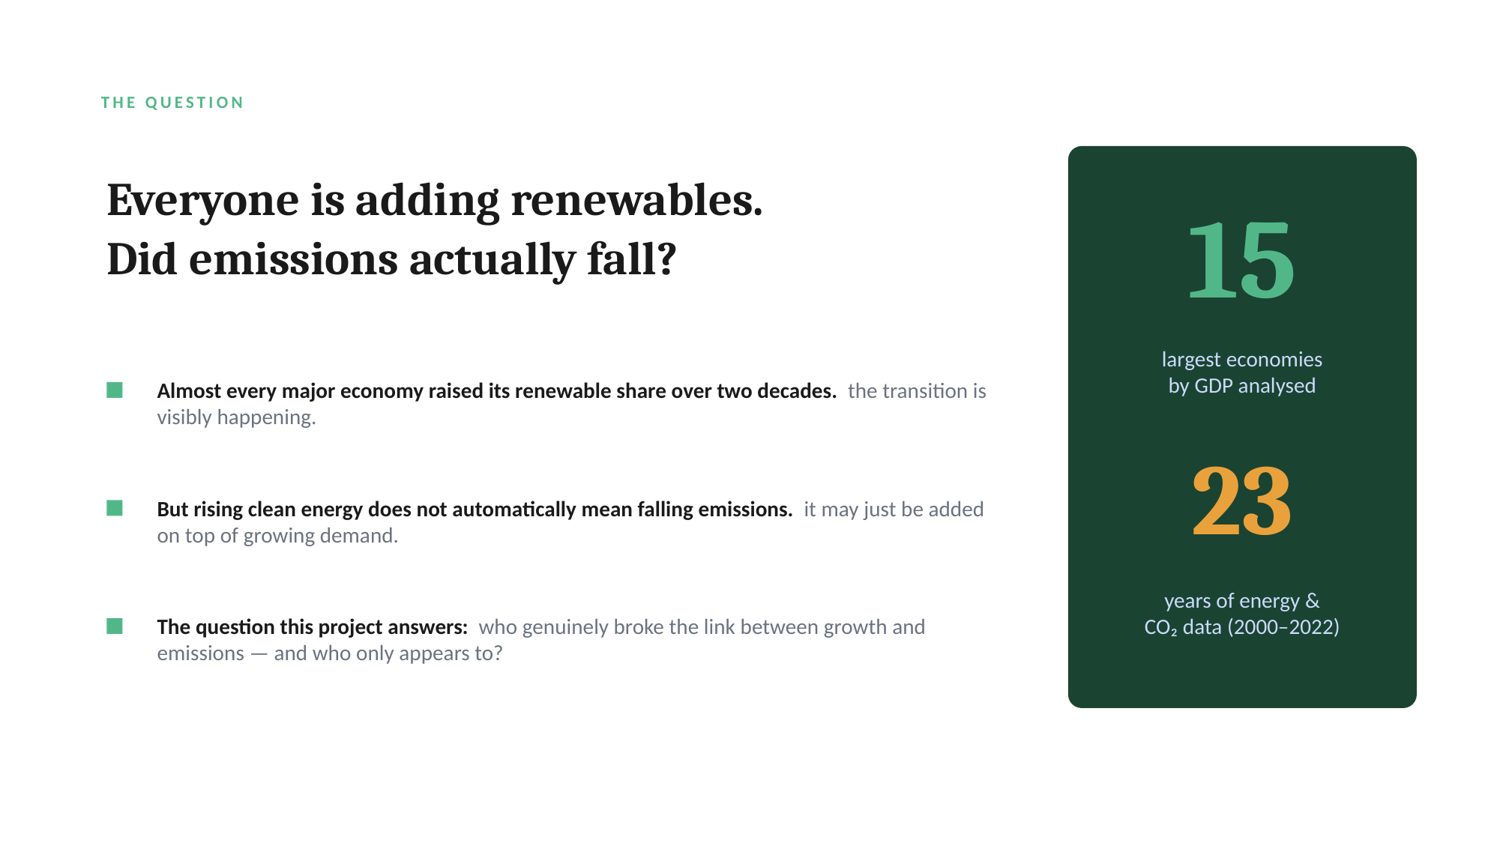 THE QUESTION
Everyone is adding renewables.
Did emissions actually fall?
Almost every major economy raised its renewable share over two decades. the transition is
visibly happening.
But rising clean energy does not automatically mean falling emissions. it may just be added
on top of growing demand.
The question this project answers: who genuinely broke the link between growth and
emissions — and who only appears to?
15
largest economies
by GDP analysed
23
years of energy &
CO₂ data (2000–2022)